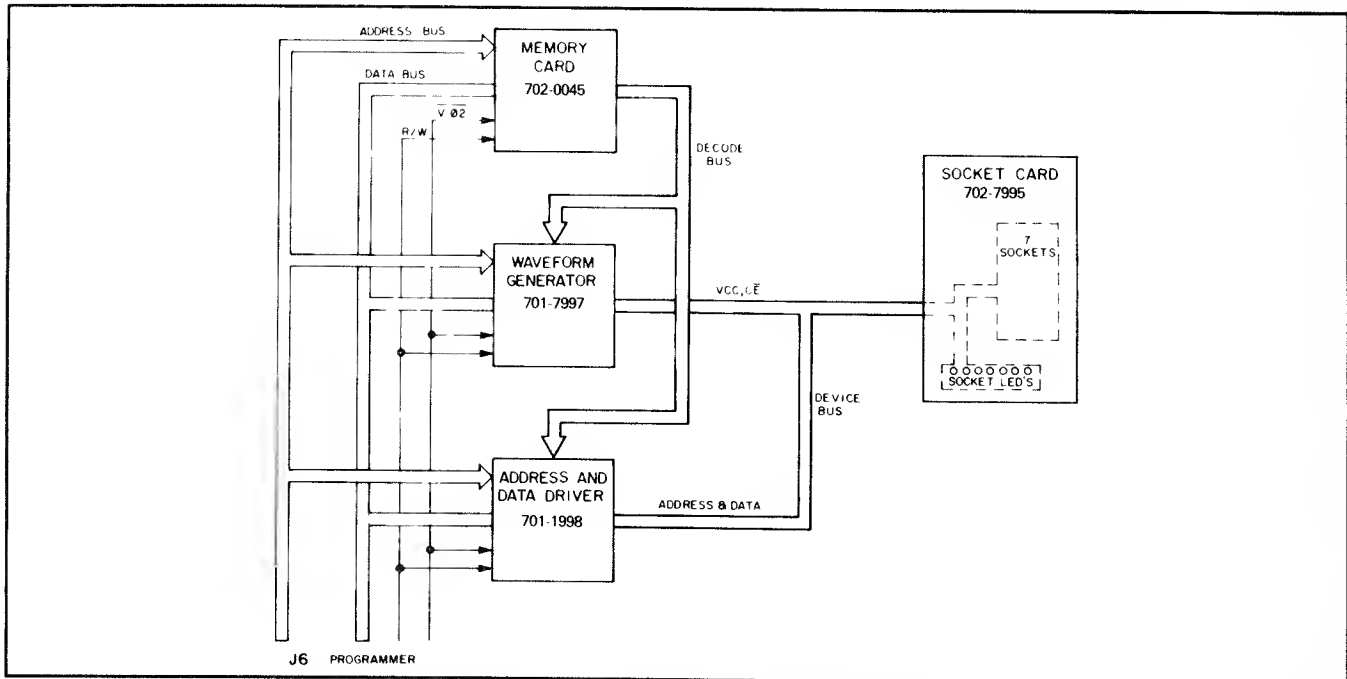 ADDRESS BUS
MEMORY
CARD
702-0045
DATA BUS
V Ø2
R/W
DECODE
BUS
SOCKET CARD
702-7995
7
SOCKETS
WAVEFORM
GENERATOR
701-7997
VCC, CE
SOCKET LED'S
DEVICE
BUS
ADDRESS AND
DATA DRIVER
701-1998
ADDRESS & DATA
J6 PROGRAMMER